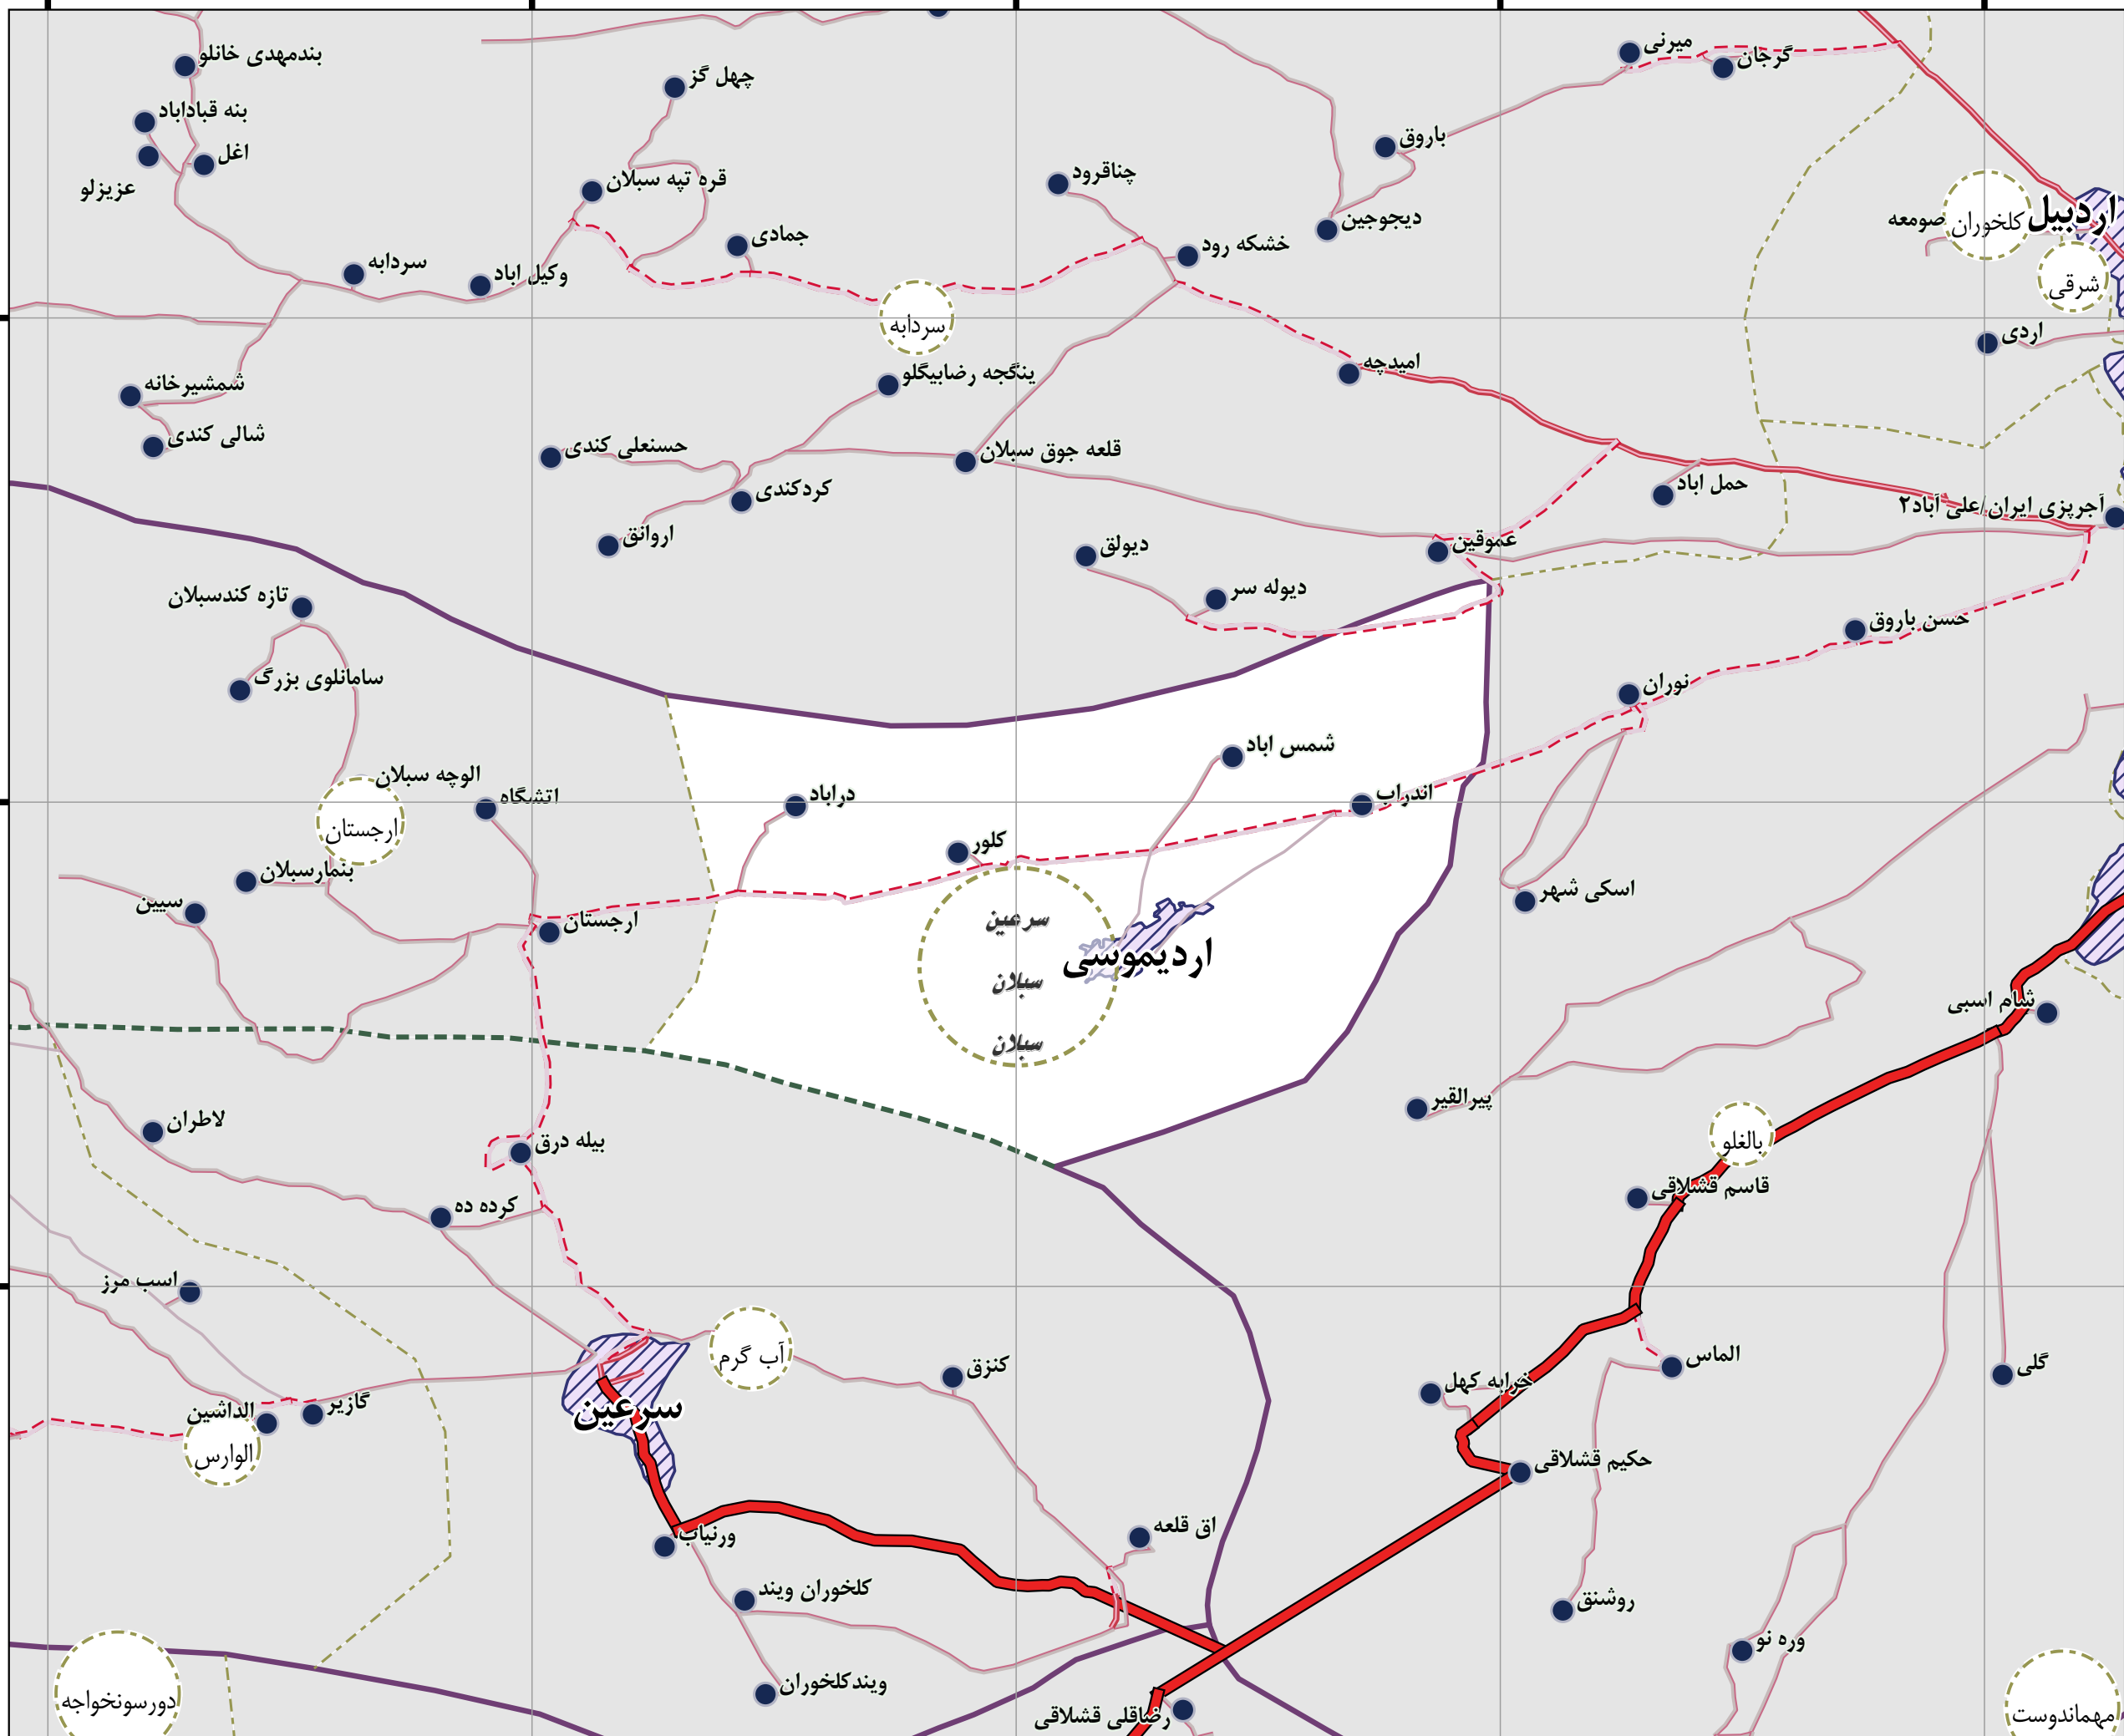 بندمهدی خانلو
بنه قباداباد
اغل
عزیزلو
چهل گز
قره تپه سبلان
جمادی
سردابه
وکیل اباد
سردابه
چناقرود
خشکه رود
باروق
دیجوجین
میرنی
گرجان
صومعه
کلخوران
اردبیل
شرقی
اردی
امیدچه
شمشیرخانه
شالی کندی
ینگجه رضابیگلو
حسنعلی کندی
قلعه جوق سبلان
کردکندی
اروانق
حمل اباد
آجرپزی ایران/علی آباد۲
عموقین
دیولق
دیوله سر
تازه کندسبلان
سامانلوی بزرگ
حسن باروق
نوران
شمس اباد
الوچه سبلان
اتشگاه
ارجستان
دراباد
اندراب
کلور
بنمارسبلان
سیین
ارجستان
اسکی شهر
سرعین
سبلان
سبلان
اردیموسی
شام اسبی
پیرالقیر
لاطران
بیله درق
بالغلو
قاسم قشلاقی
کرده ده
اسب مرز
آب گرم
کنزق
الماس
گلی
خرابه کهل
گازیر
الداشین
الوارس
سرعین
حکیم قشلاقی
ورنیاب
اق قلعه
کلخوران ویند
روشنق
وره نو
ویندکلخوران
دورسونخواجه
رضاقلی قشلاقی
مهماندوست